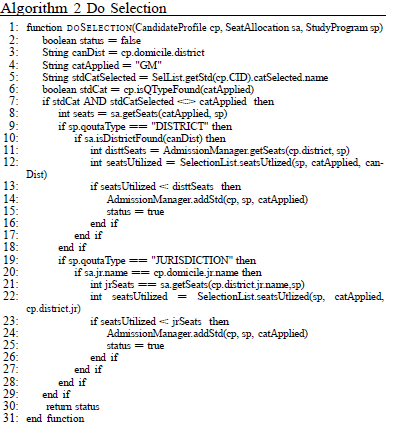 Algorithm 2 Do Selection
1: function DOSELECTION(CandidateProfile cp, SeatAllocation sa, StudyProgram sp)
2: boolean status = false
3: String canDist = cp.domicile.district
4: String catApplied = "GM"
5: String stdCatSelected = SelList.getStd(cp.CID).catSelected.name
6: boolean stdCat = cp.isQTypeFound(catApplied)
7: if stdCat AND stdCatSelected <=> catApplied then
8: int seats = sa.getSeats(catApplied, sp)
9: if sp.qoutaType == "DISTRICT" then
10: if sa.isDistrictFound(canDist) then
11: int disttSeats = AdmissionManager.getSeats(cp.district, sp)
12: int seatsUtilized = SelectionList.seatsUtlized(sp, catApplied, can-
Dist)
13: if seatsUtilized < disttSeats then
14: AdmissionManager.addStd(cp, sp, catApplied)
15: status = true
16: end if
17: end if
18: end if
19: if sp.qoutaType == "JURISDICTION" then
20: if sa.jr.name == cp.domicile.jr.name then
21: int jrSeats == sa.getSeats(cp.district.jr.name,sp)
22: int seatsUtilized = SelectionList.seatsUtlized(sp, catApplied,
cp.district.jr)
23: if seatsUtilized < jrSeats then
24: AdmissionManager.addStd(cp, sp, catApplied)
25: status = true
26: end if
27: end if
28: end if
29: end if
30: return status
31: end function